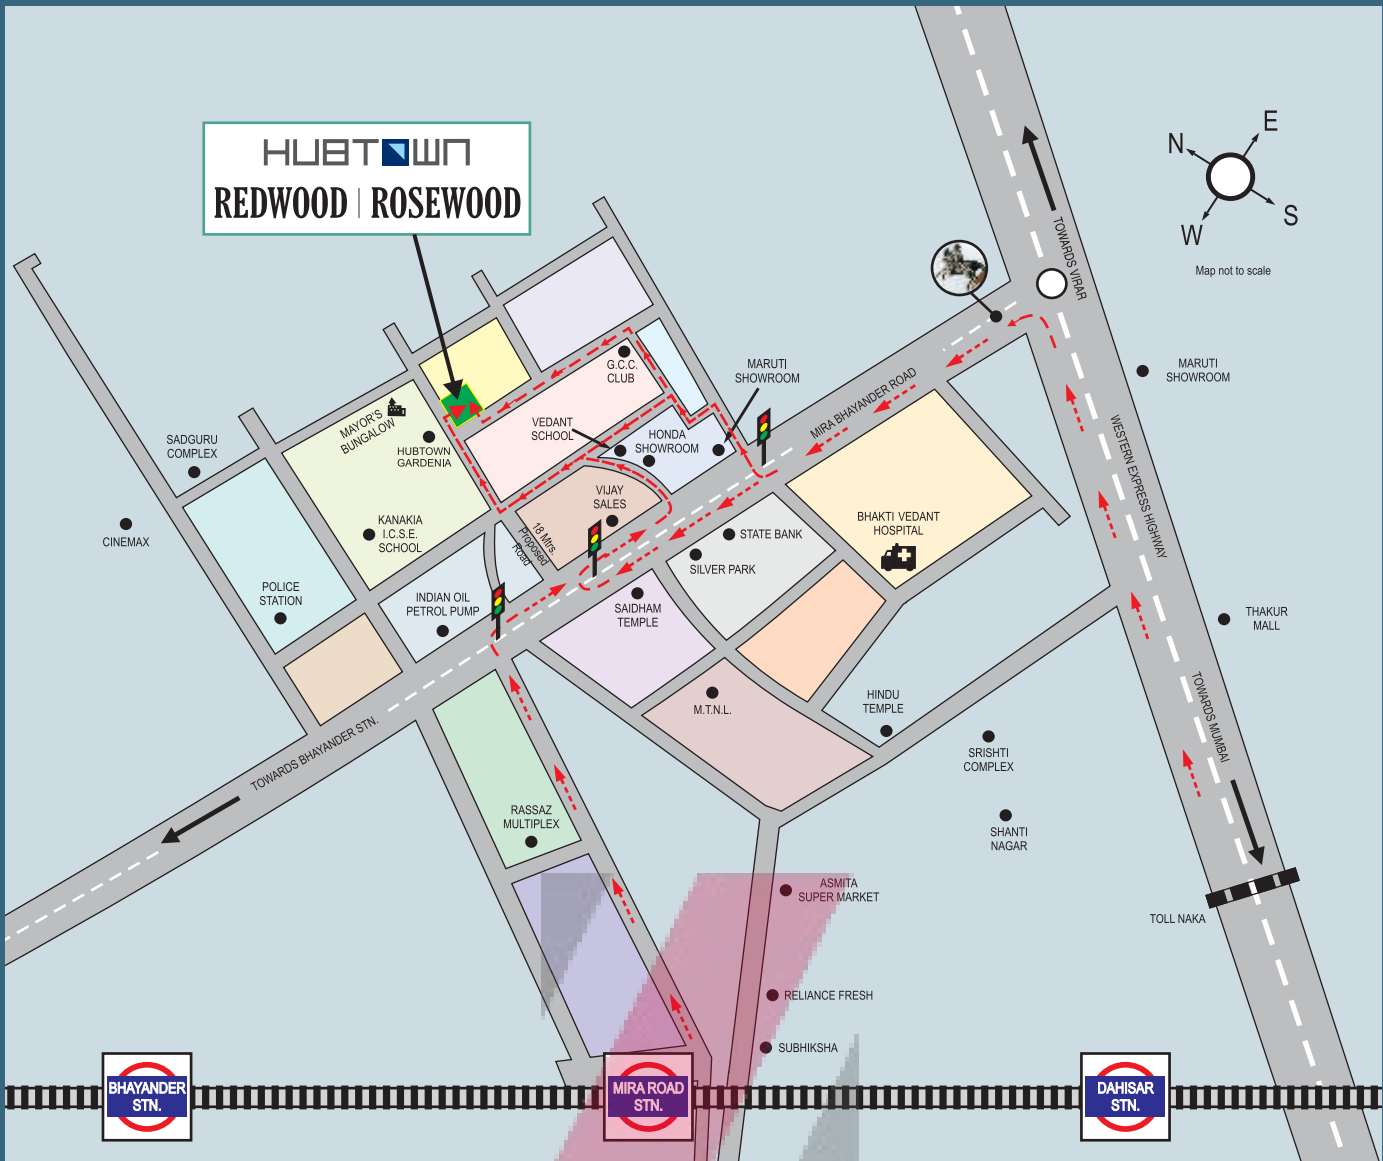 HUBTOWN
REDWOOD | ROSEWOOD
N
E
S
W
Map not to scale
TOWARDS VIRAR
MARUTI
SHOWROOM
WESTERN EXPRESS HIGHWAY
THAKUR
MALL
TOWARDS MUMBAI
TOLL NAKA
MIRA BHAYANDER ROAD
MARUTI
SHOWROOM
G.C.C.
CLUB
VEDANT
SCHOOL
HONDA
SHOWROOM
VIJAY
SALES
18 Mtrs.
Proposed
Road
MAYOR'S
BUNGALOW
HUBTOWN
GARDENIA
KANAKIA
I.C.S.E.
SCHOOL
SADGURU
COMPLEX
CINEMAX
POLICE
STATION
INDIAN OIL
PETROL PUMP
STATE BANK
SILVER PARK
BHAKTI VEDANT
HOSPITAL
SAIDHAM
TEMPLE
M.T.N.L.
HINDU
TEMPLE
SRISHTI
COMPLEX
SHANTI
NAGAR
TOWARDS BHAYANDER STN.
RASSAZ
MULTIPLEX
ASMITA
SUPER MARKET
RELIANCE FRESH
SUBHIKSHA
BHAYANDER
STN.
MIRA ROAD
STN.
DAHISAR
STN.